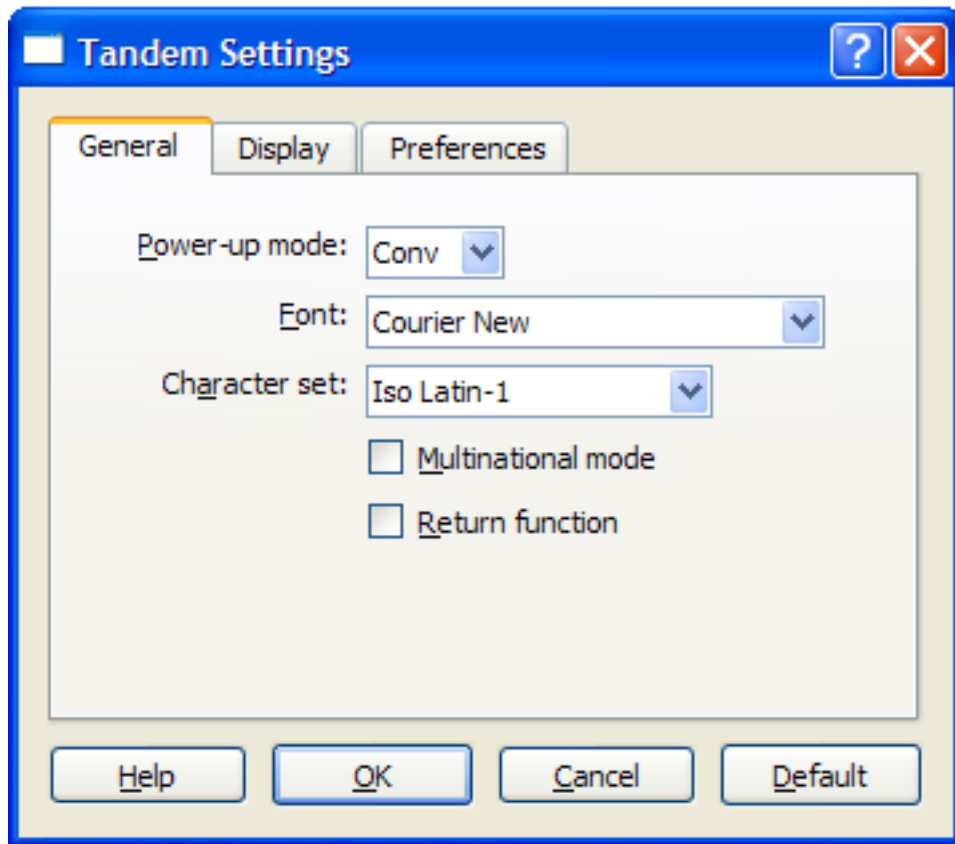 Tandem Settings
General Display Preferences
Power-up mode: Conv
Font: Courier New
Character set: Iso Latin-1
Multinational mode
Return function
Help OK Cancel Default